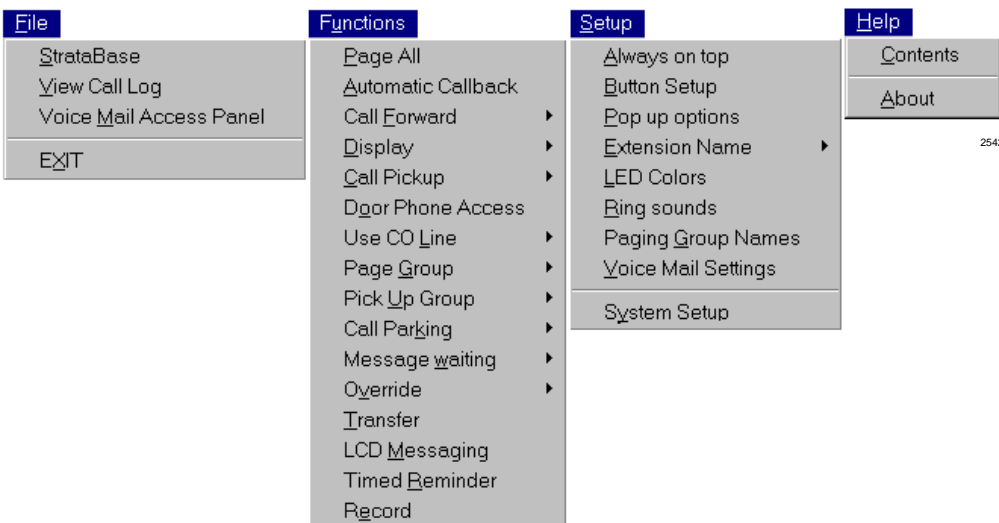 File
StrataBase
View Call Log
Voice Mail Access Panel
EXIT
Functions
Page All
Automatic Callback
Call Forward
Display
Call Pickup
Door Phone Access
Use CO Line
Page Group
Pick Up Group
Call Parking
Message waiting
Override
Transfer
LCD Messaging
Timed Reminder
Record
Setup
Always on top
Button Setup
Pop up options
Extension Name
LED Colors
Ring sounds
Paging Group Names
Voice Mail Settings
System Setup
Help
Contents
About